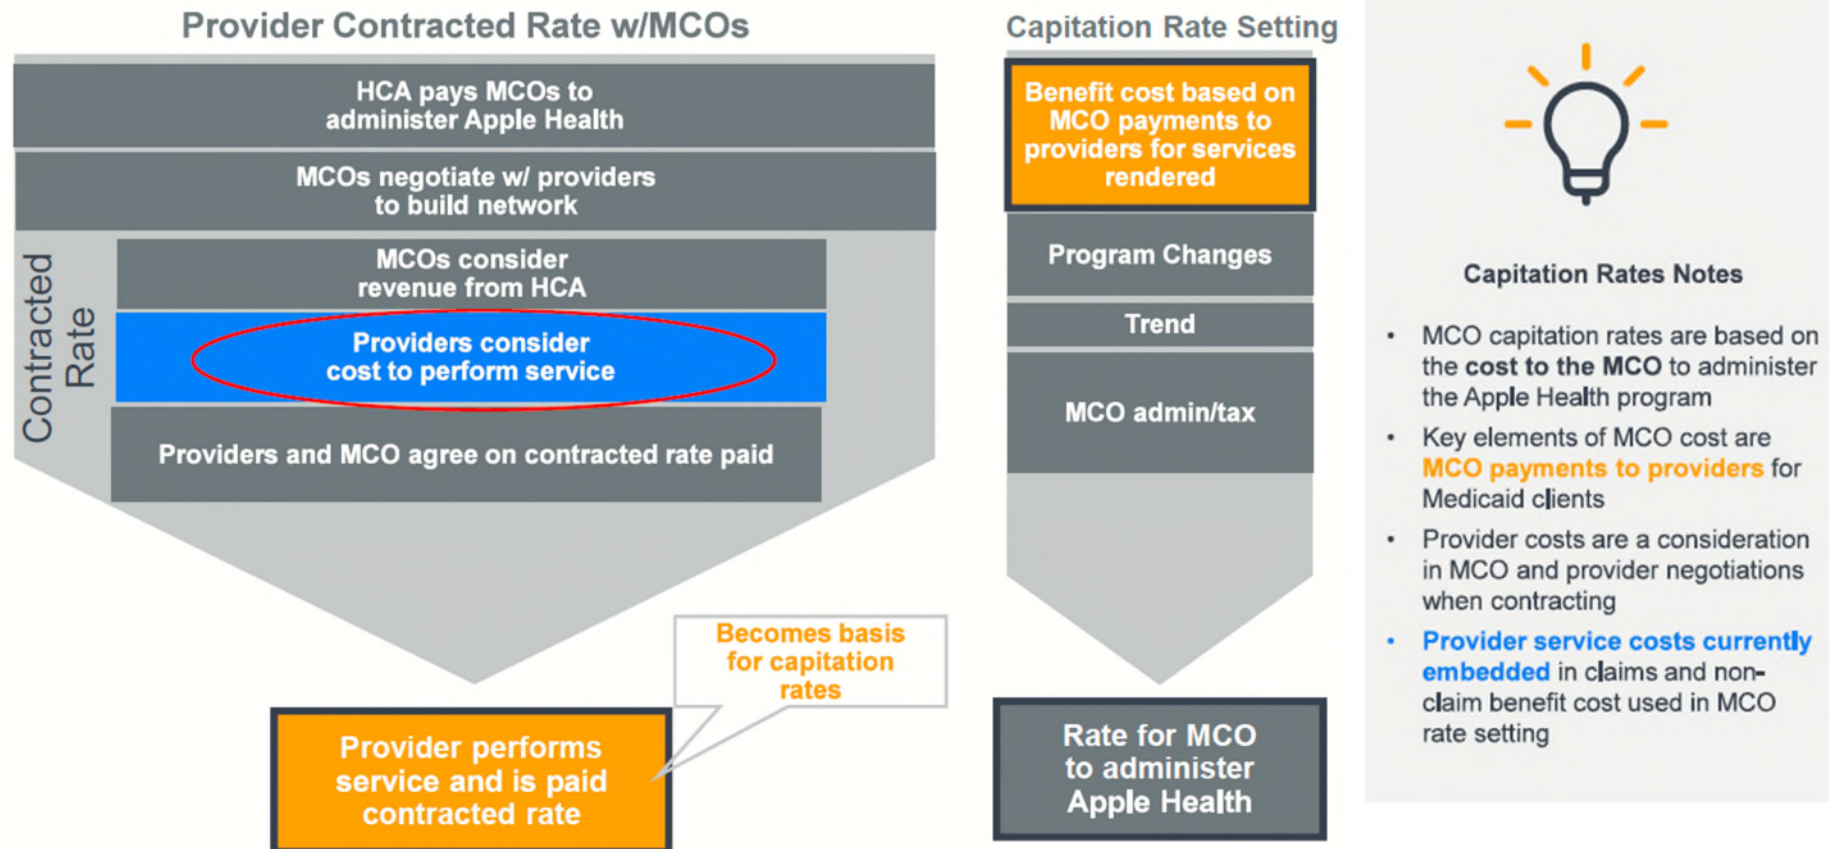 Provider Contracted Rate w/MCOs
HCA pays MCOs to
administer Apple Health
MCOs negotiate w/ providers
to build network
Contracted
Rate
MCOs consider
revenue from HCA
Providers consider
cost to perform service
Providers and MCO agree on contracted rate paid
Becomes basis
for capitation
rates
Provider performs
service and is paid
contracted rate
Capitation Rate Setting
Benefit cost based on
MCO payments to
providers for services
rendered
Program Changes
Trend
MCO admin/tax
Rate for MCO
to administer
Apple Health
Capitation Rates Notes
• MCO capitation rates are based on
the cost to the MCO to administer
the Apple Health program
• Key elements of MCO cost are
MCO payments to providers for
Medicaid clients
• Provider costs are a consideration
in MCO and provider negotiations
when contracting
• Provider service costs currently
embedded in claims and non-
claim benefit cost used in MCO
rate setting